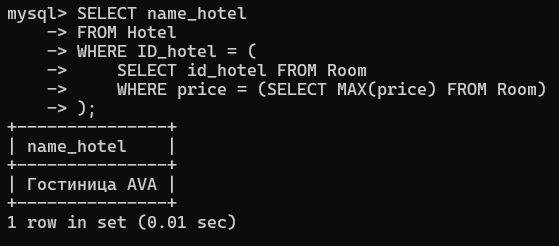 mysql> SELECT name_hotel
    -> FROM Hotel
    -> WHERE ID_hotel = (
    ->     SELECT id_hotel FROM Room
    ->     WHERE price = (SELECT MAX(price) FROM Room)
    -> );
+---------------+
| name_hotel    |
+---------------+
| Гостиница AVA |
+---------------+
1 row in set (0.01 sec)